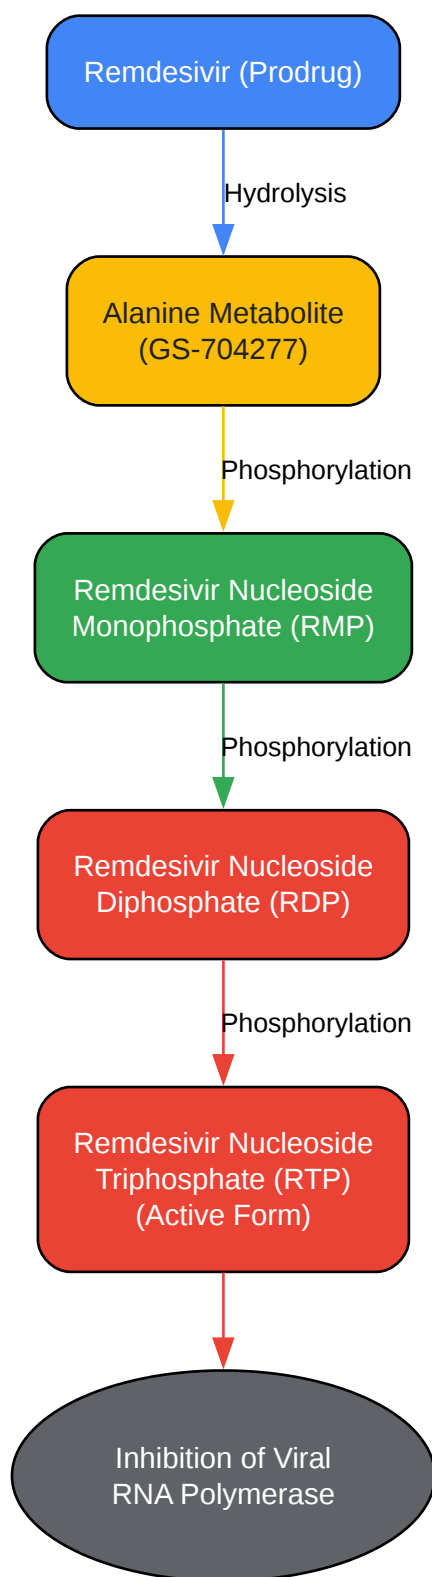 Remdesivir (Prodrug)
Hydrolysis
Alanine Metabolite
(GS-704277)
Phosphorylation
Remdesivir Nucleoside
Monophosphate (RMP)
Phosphorylation
Remdesivir Nucleoside
Diphosphate (RDP)
Phosphorylation
Remdesivir Nucleoside
Triphosphate (RTP)
(Active Form)
Inhibition of Viral
RNA Polymerase